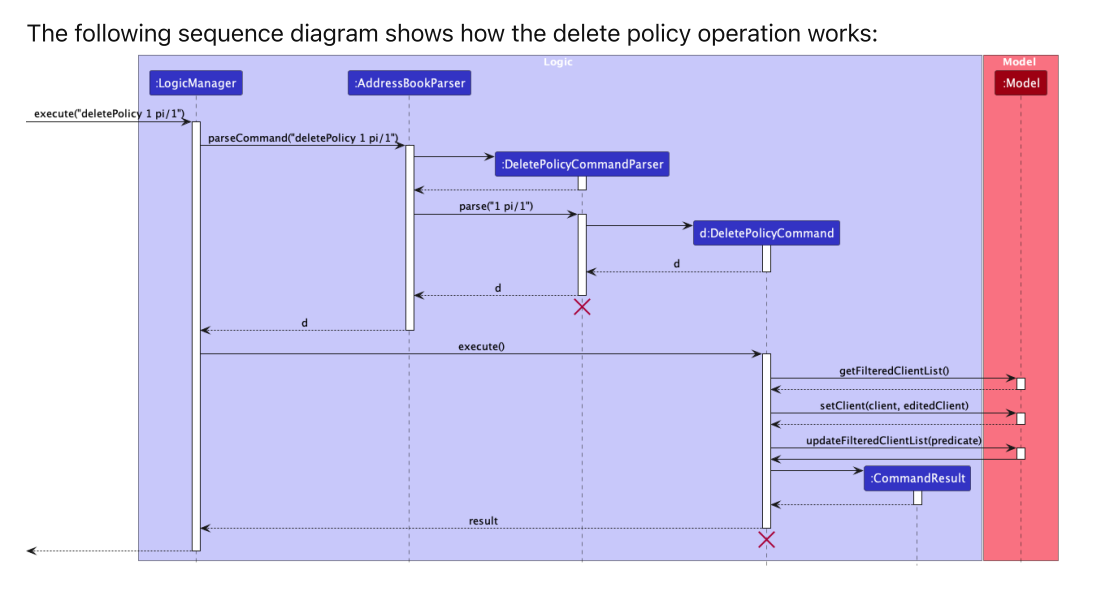 The following sequence diagram shows how the delete policy operation works:
Logic
Model
:LogicManager
:AddressBookParser
:Model
execute("deletePolicy 1 pi/1")
parseCommand("deletePolicy 1 pi/1")
:DeletePolicyCommandParser
parse("1 pi/1")
d:DeletePolicyCommand
d
d
d
execute()
getFilteredClientList()
setClient(client, editedClient)
updateFilteredClientList(predicate)
:CommandResult
result